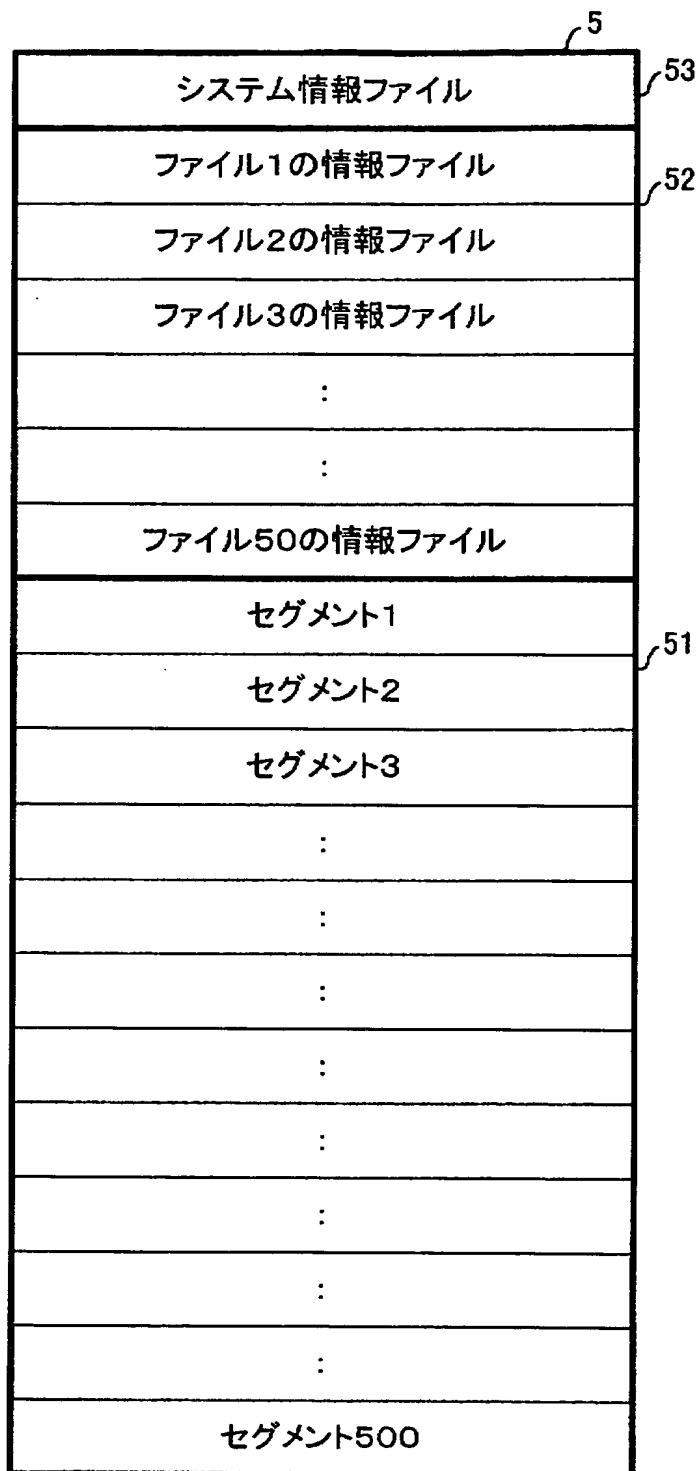 5
システム情報ファイル
53
ファイル1の情報ファイル
52
ファイル2の情報ファイル
ファイル3の情報ファイル
:
:
ファイル50の情報ファイル
セグメント1
51
セグメント2
セグメント3
:
:
:
:
:
:
:
:
セグメント500